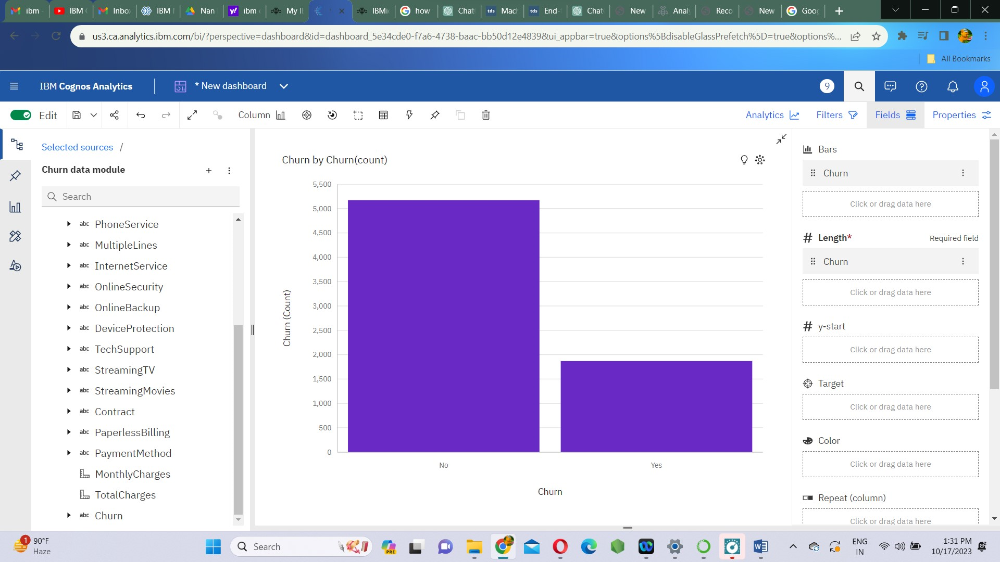 ibm
IBM
Inbo
IBM
Nan
ibm
My I
IBMi
how
Chat
Mach
End-
Chat
New
Anal
Reco
New
Goog
us3.ca.analytics.ibm.com/bi/?perspective=dashboard&id=dashboard_5e34cde0-f7a6-4738-baac-bb50d12e4839&ui_appbar=true&options%5BdisableGlassPrefetch%5D=true&options%...
All Bookmarks
IBM Cognos Analytics
* New dashboard
9
Edit
Column
Analytics
Filters
Fields
Properties
Selected sources /
Churn data module
Search
abc PhoneService
abc MultipleLines
abc InternetService
abc OnlineSecurity
abc OnlineBackup
abc DeviceProtection
abc TechSupport
abc StreamingTV
abc StreamingMovies
abc Contract
abc PaperlessBilling
abc PaymentMethod
MonthlyCharges
TotalCharges
abc Churn
Churn by Churn(count)
5,500
5,000
4,500
4,000
3,500
3,000
2,500
2,000
1,500
1,000
500
0
Churn (Count)
No
Yes
Churn
Bars
Churn
Click or drag data here
# Length* Required field
Churn
Click or drag data here
# y-start
Click or drag data here
Target
Click or drag data here
Color
Click or drag data here
Repeat (column)
Click or drag data here
1
90°F
Haze
Search
PRE
ENG
IN
1:31 PM
10/17/2023